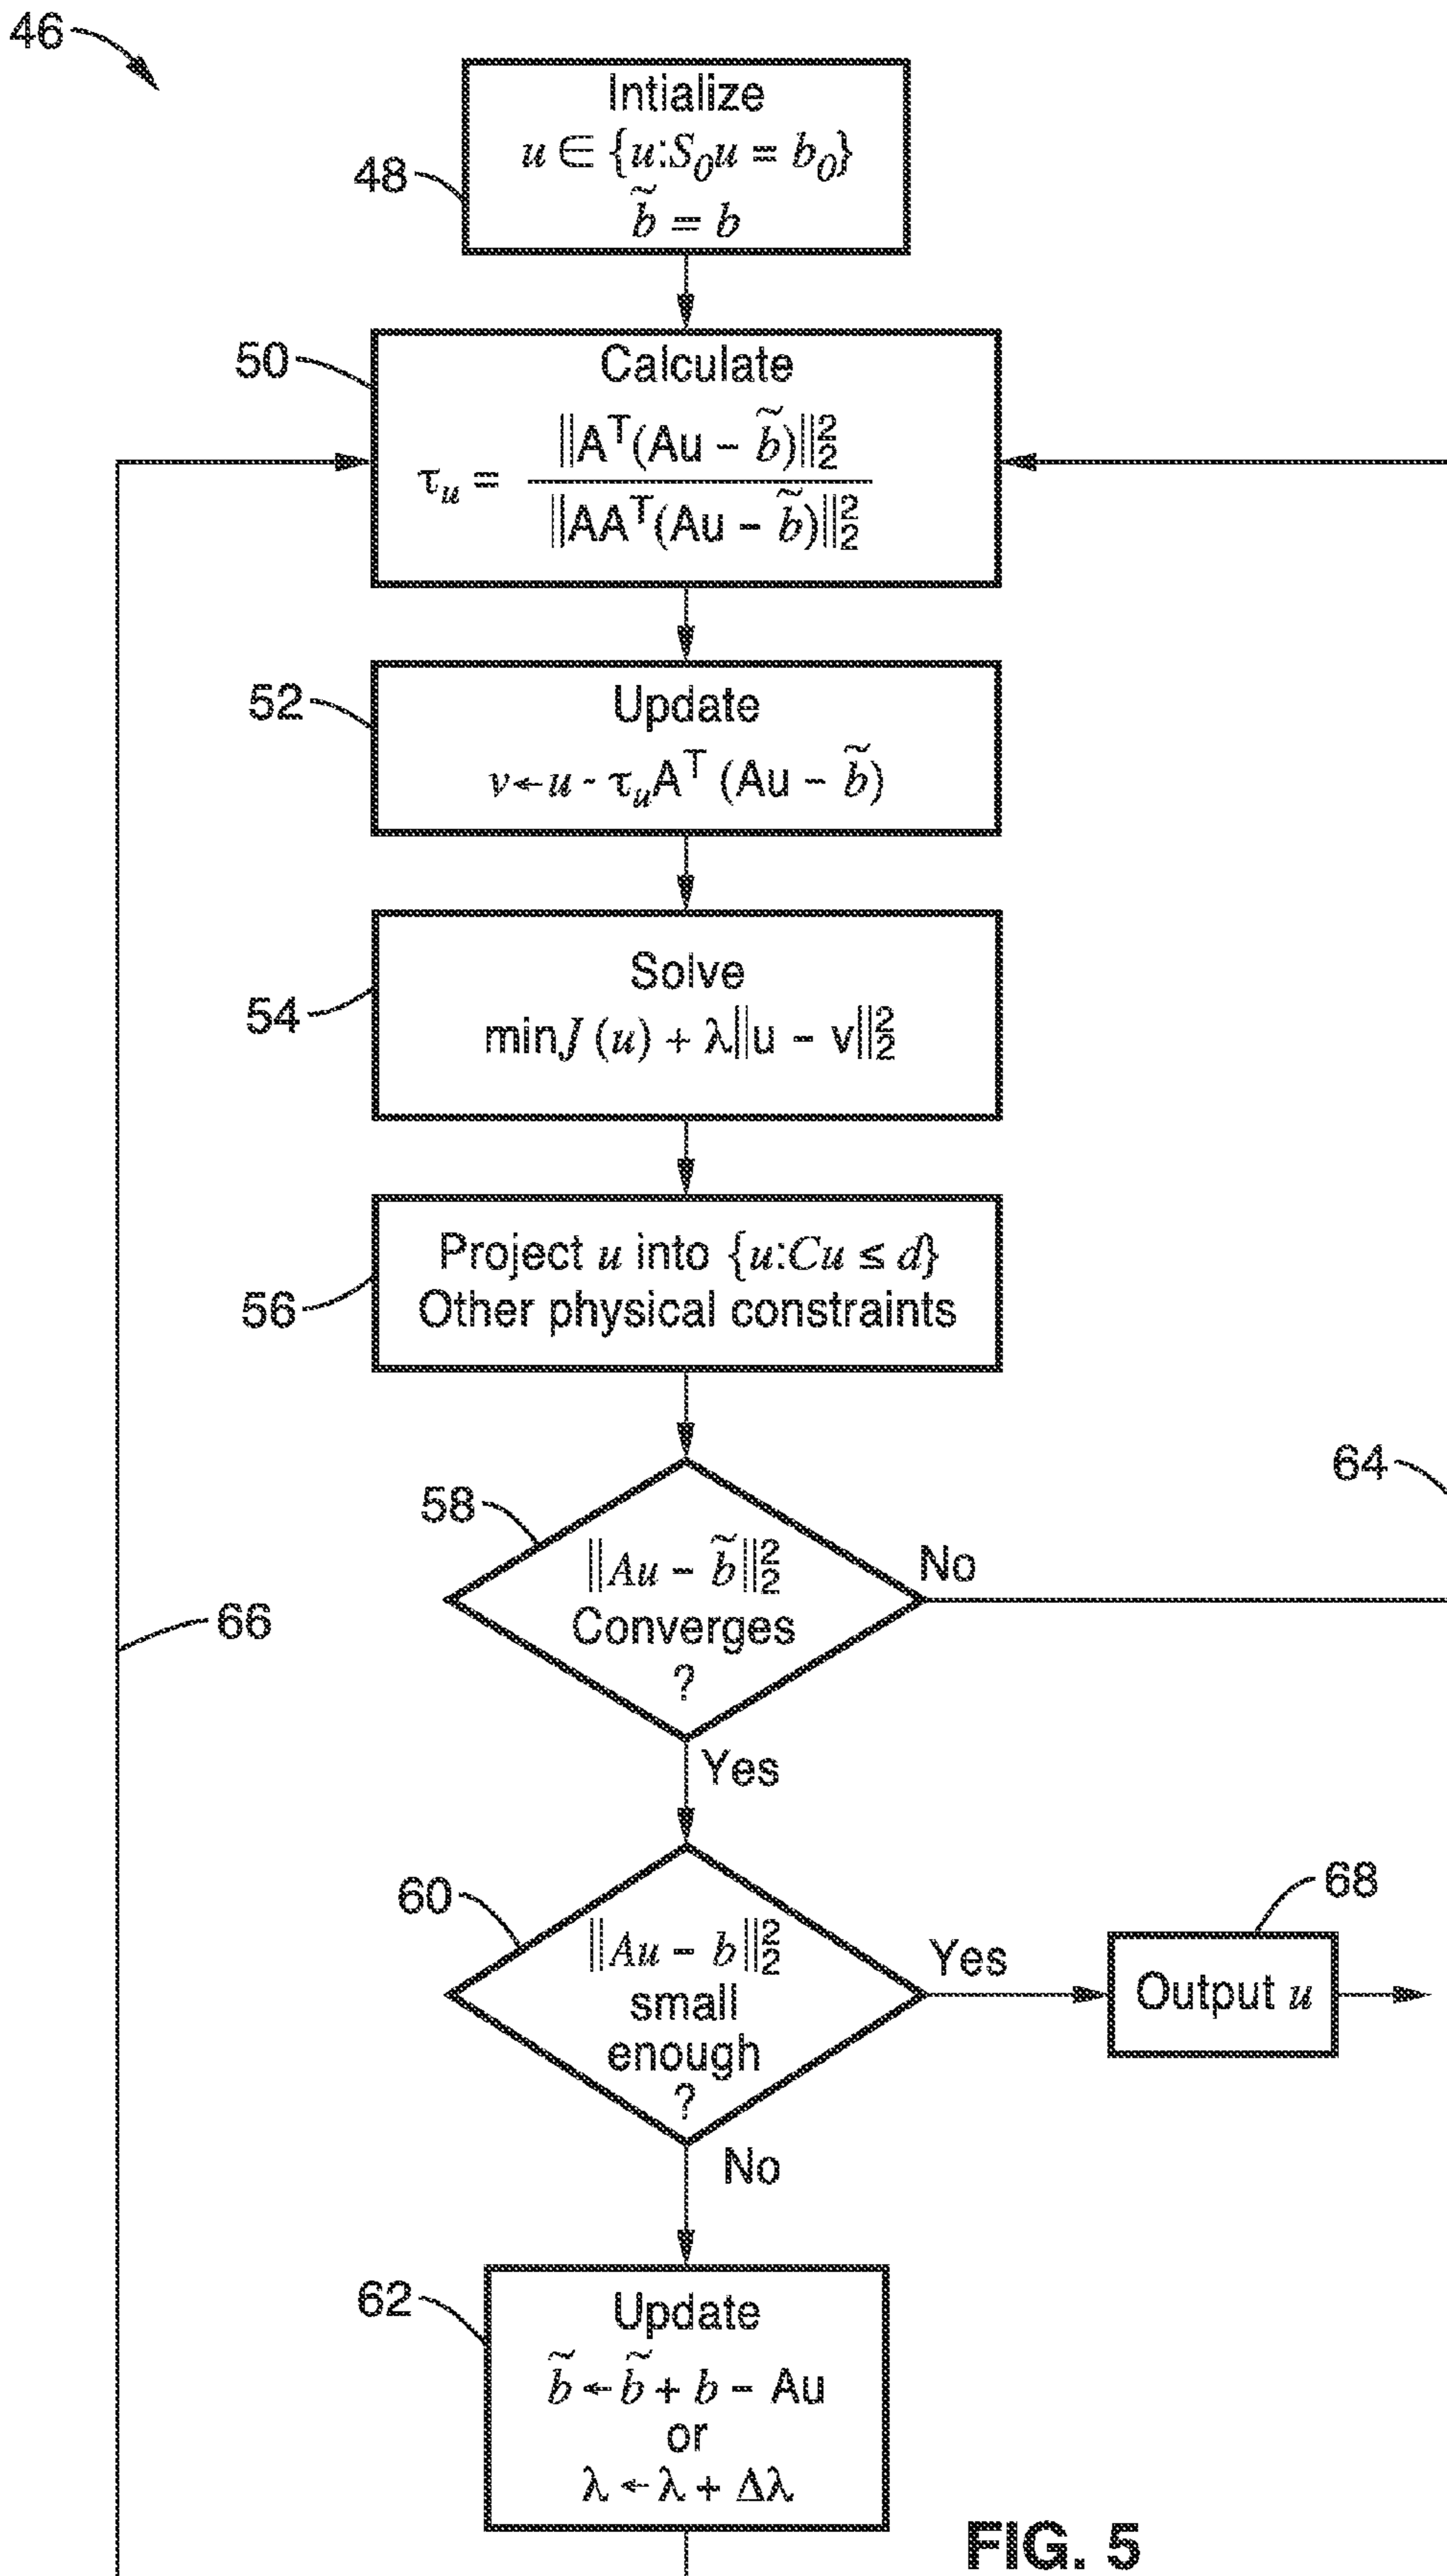 46
48
Intialize
u ∈ {u:S₀u = b₀}
b̃ = b
50
Calculate
τᵤ = ‖Aᵀ(Au − b̃)‖₂² / ‖AAᵀ(Au − b̃)‖₂²
52
Update
v←u - τᵤAᵀ (Au − b̃)
54
Solve
minJ (u) + λ‖u − v‖₂²
56
Project u into {u:Cu ≤ d}
Other physical constraints
58
‖Au − b̃‖₂²
Converges
?
No
64
66
Yes
60
‖Au − b‖₂²
small
enough
?
Yes
68
Output u
No
62
Update
b̃ ← b̃ + b − Au
or
λ ← λ + Δλ
FIG. 5